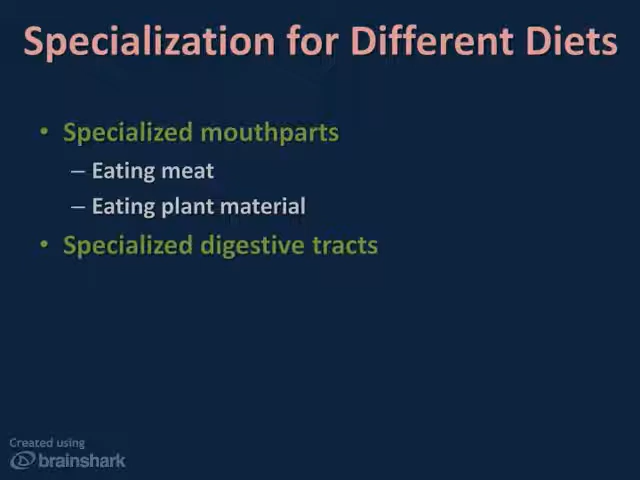 Specialization for Different Diets
• Specialized mouthparts
– Eating meat
– Eating plant material
• Specialized digestive tracts
Created using
brainshark